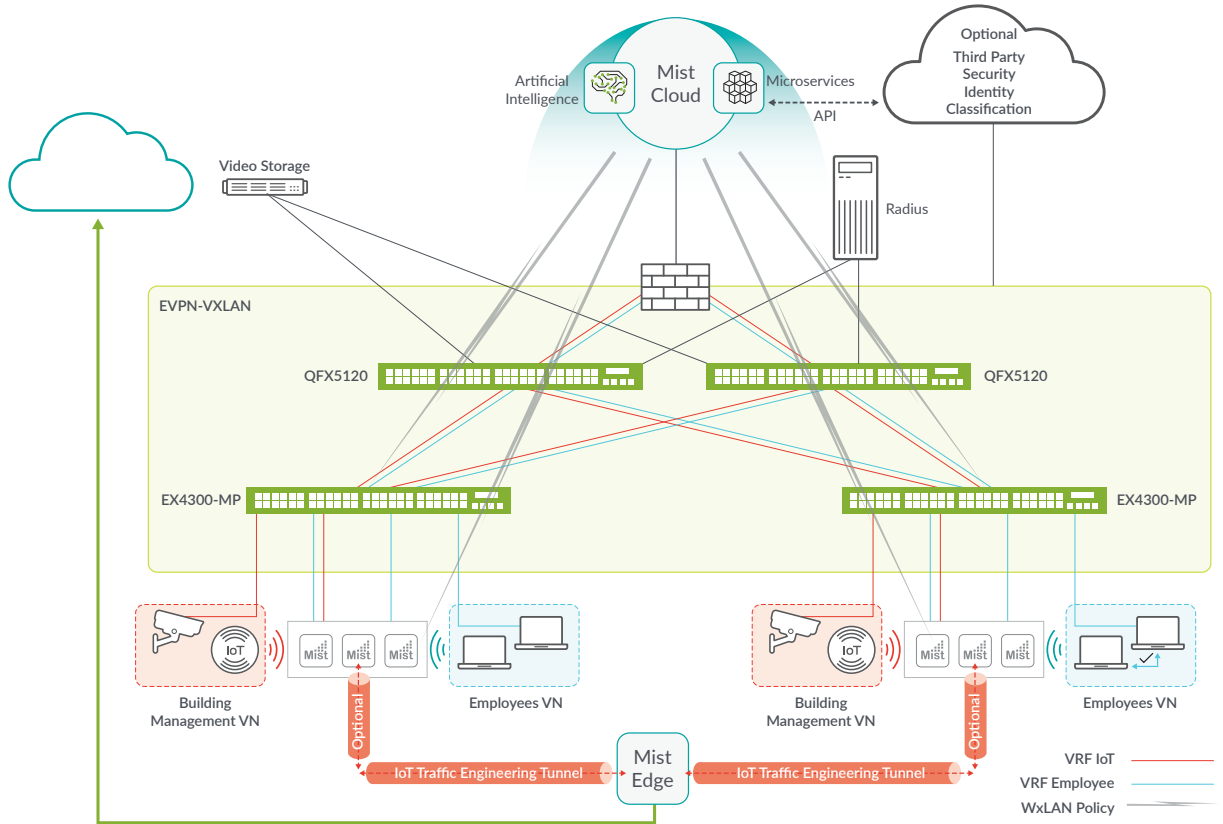 Optional
Third Party
Security
Identity
Classification
Mist
Cloud
Artificial
Intelligence
Microservices
API
Video Storage
Radius
EVPN-VXLAN
QFX5120
QFX5120
EX4300-MP
EX4300-MP
IoT
Mist
Mist
Mist
IoT
Mist
Mist
Mist
Building
Management VN
Optional
Employees VN
Building
Management VN
Optional
Employees VN
IoT Traffic Engineering Tunnel
Mist
Edge
IoT Traffic Engineering Tunnel
VRF IoT
VRF Employee
WxLAN Policy